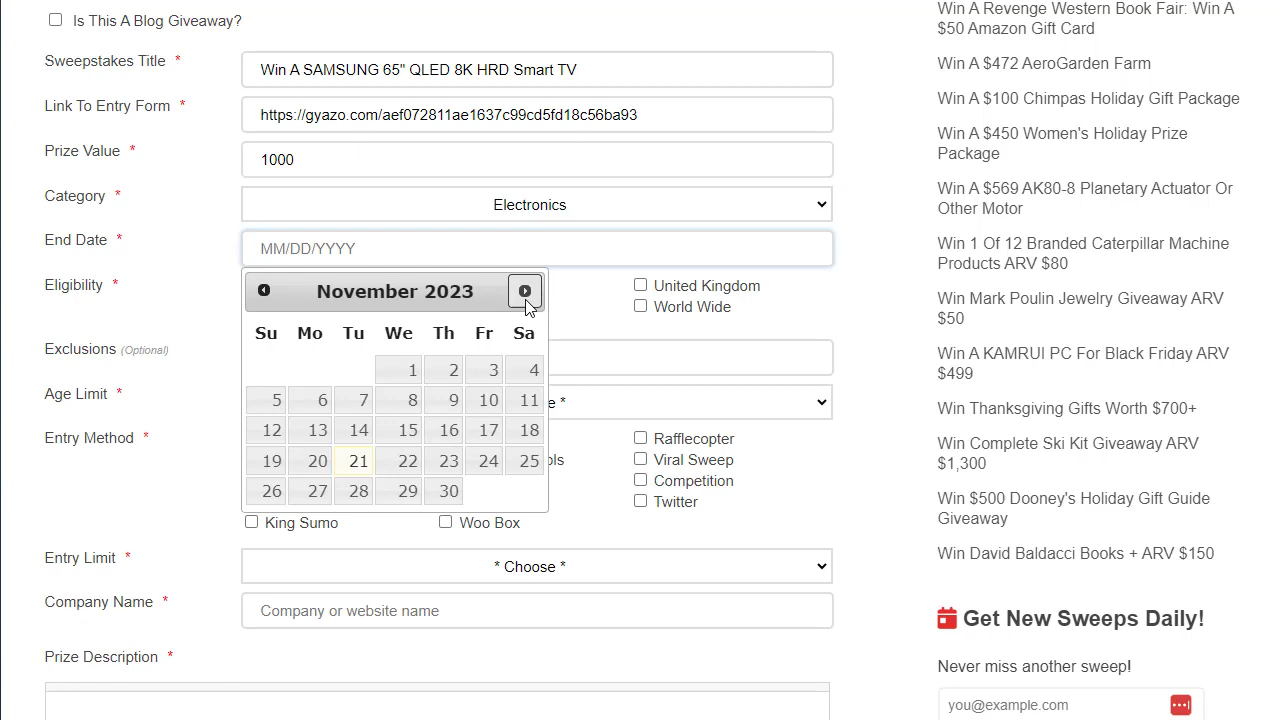 Is This A Blog Giveaway?
Sweepstakes Title *
Win A SAMSUNG 65" QLED 8K HRD Smart TV
Link To Entry Form *
https://gyazo.com/aef072811ae1637c99cd5fd18c56ba93
Prize Value *
1000
Category *
Electronics
End Date *
MM/DD/YYYY
November 2023
Su Mo Tu We Th Fr Sa
1 2 3 4
5 6 7 8 9 10 11
12 13 14 15 16 17 18
19 20 21 22 23 24 25
26 27 28 29 30
Eligibility *
United Kingdom
World Wide
Exclusions (Optional)
Age Limit *
Entry Method *
Rafflecopter
Viral Sweep
Competition
Twitter
King Sumo
Woo Box
Entry Limit *
* Choose *
Company Name *
Company or website name
Prize Description *
Win A Revenge Western Book Fair: Win A
$50 Amazon Gift Card
Win A $472 AeroGarden Farm
Win A $100 Chimpas Holiday Gift Package
Win A $450 Women's Holiday Prize
Package
Win A $569 AK80-8 Planetary Actuator Or
Other Motor
Win 1 Of 12 Branded Caterpillar Machine
Products ARV $80
Win Mark Poulin Jewelry Giveaway ARV
$50
Win A KAMRUI PC For Black Friday ARV
$499
Win Thanksgiving Gifts Worth $700+
Win Complete Ski Kit Giveaway ARV
$1,300
Win $500 Dooney's Holiday Gift Guide
Giveaway
Win David Baldacci Books + ARV $150
Get New Sweeps Daily!
Never miss another sweep!
you@example.com